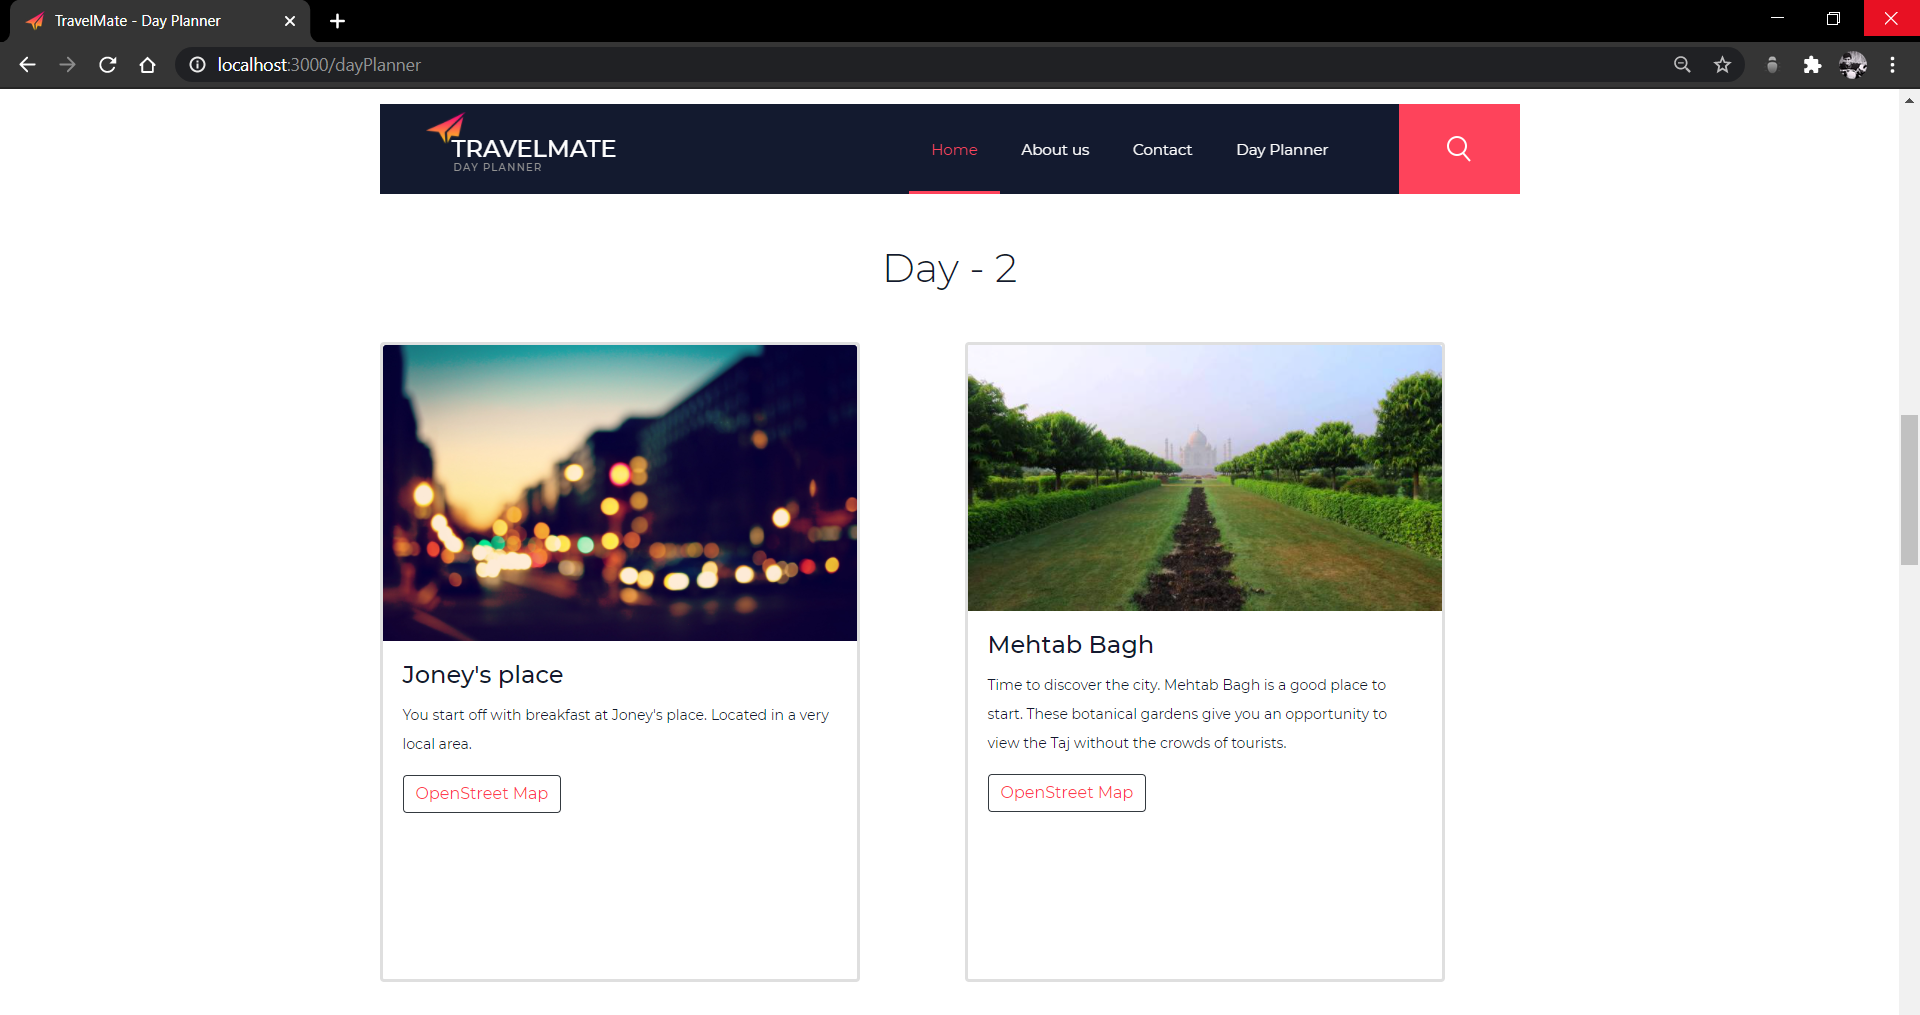 TravelMate - Day Planner
localhost:3000/dayPlanner
TRAVELMATE
DAY PLANNER
Home
About us
Contact
Day Planner
Day - 2
Joney's place
You start off with breakfast at Joney's place. Located in a very
local area.
OpenStreet Map
Mehtab Bagh
Time to discover the city. Mehtab Bagh is a good place to
start. These botanical gardens give you an opportunity to
view the Taj without the crowds of tourists.
OpenStreet Map